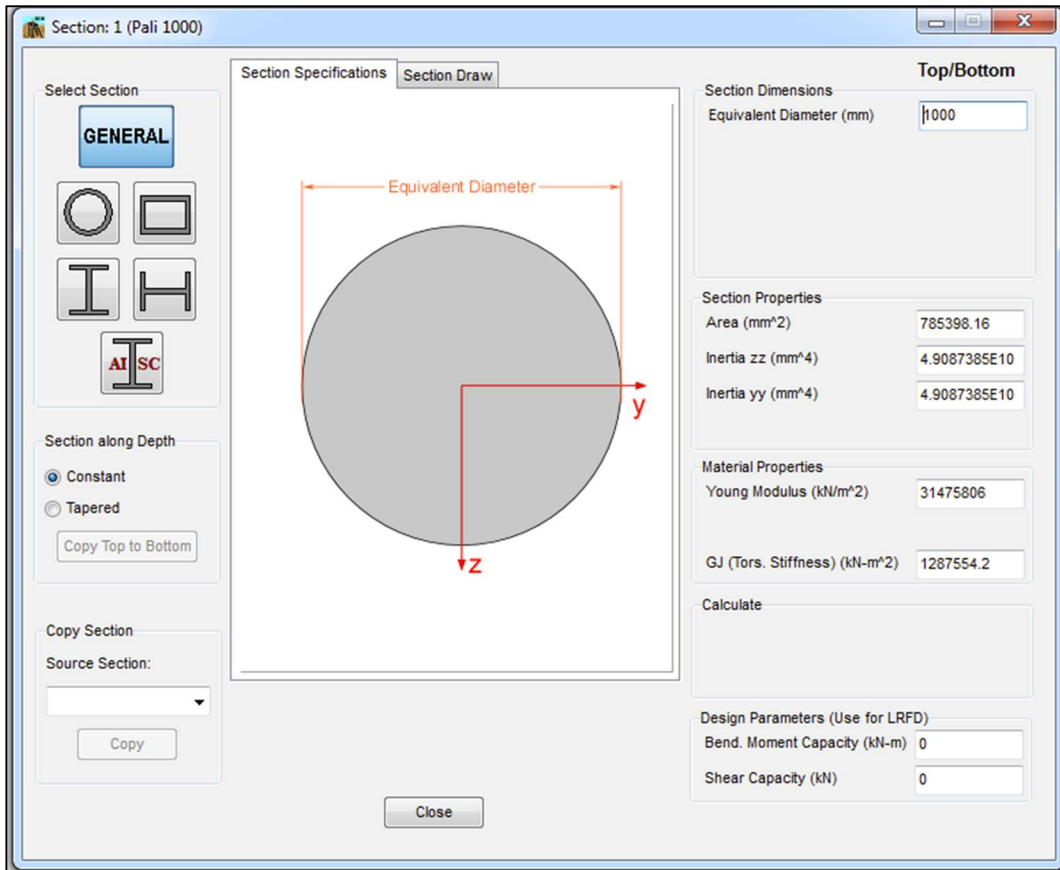 Section: 1 (Pali 1000)
Select Section
GENERAL
AI SC
Section along Depth
Constant
Tapered
Copy Top to Bottom
Copy Section
Source Section:
Copy
Section Specifications
Section Draw
Equivalent Diameter
y
z
Close
Top/Bottom
Section Dimensions
Equivalent Diameter (mm) 1000
Section Properties
Area (mm^2) 785398.16
Inertia zz (mm^4) 4.9087385E10
Inertia yy (mm^4) 4.9087385E10
Material Properties
Young Modulus (kN/m^2) 31475806
GJ (Tors. Stiffness) (kN-m^2) 1287554.2
Calculate
Design Parameters (Use for LRFD)
Bend. Moment Capacity (kN-m) 0
Shear Capacity (kN) 0